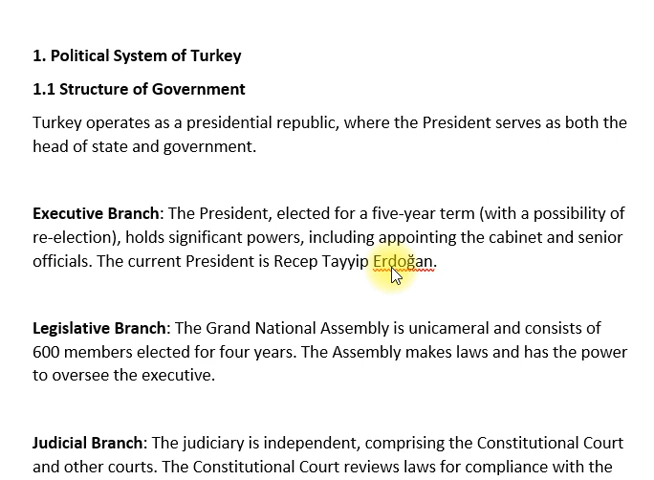 1. Political System of Turkey
1.1 Structure of Government
Turkey operates as a presidential republic, where the President serves as both the
head of state and government.
Executive Branch: The President, elected for a five-year term (with a possibility of
re-election), holds significant powers, including appointing the cabinet and senior
officials. The current President is Recep Tayyip Erdoğan.
Legislative Branch: The Grand National Assembly is unicameral and consists of
600 members elected for four years. The Assembly makes laws and has the power
to oversee the executive.
Judicial Branch: The judiciary is independent, comprising the Constitutional Court
and other courts. The Constitutional Court reviews laws for compliance with the